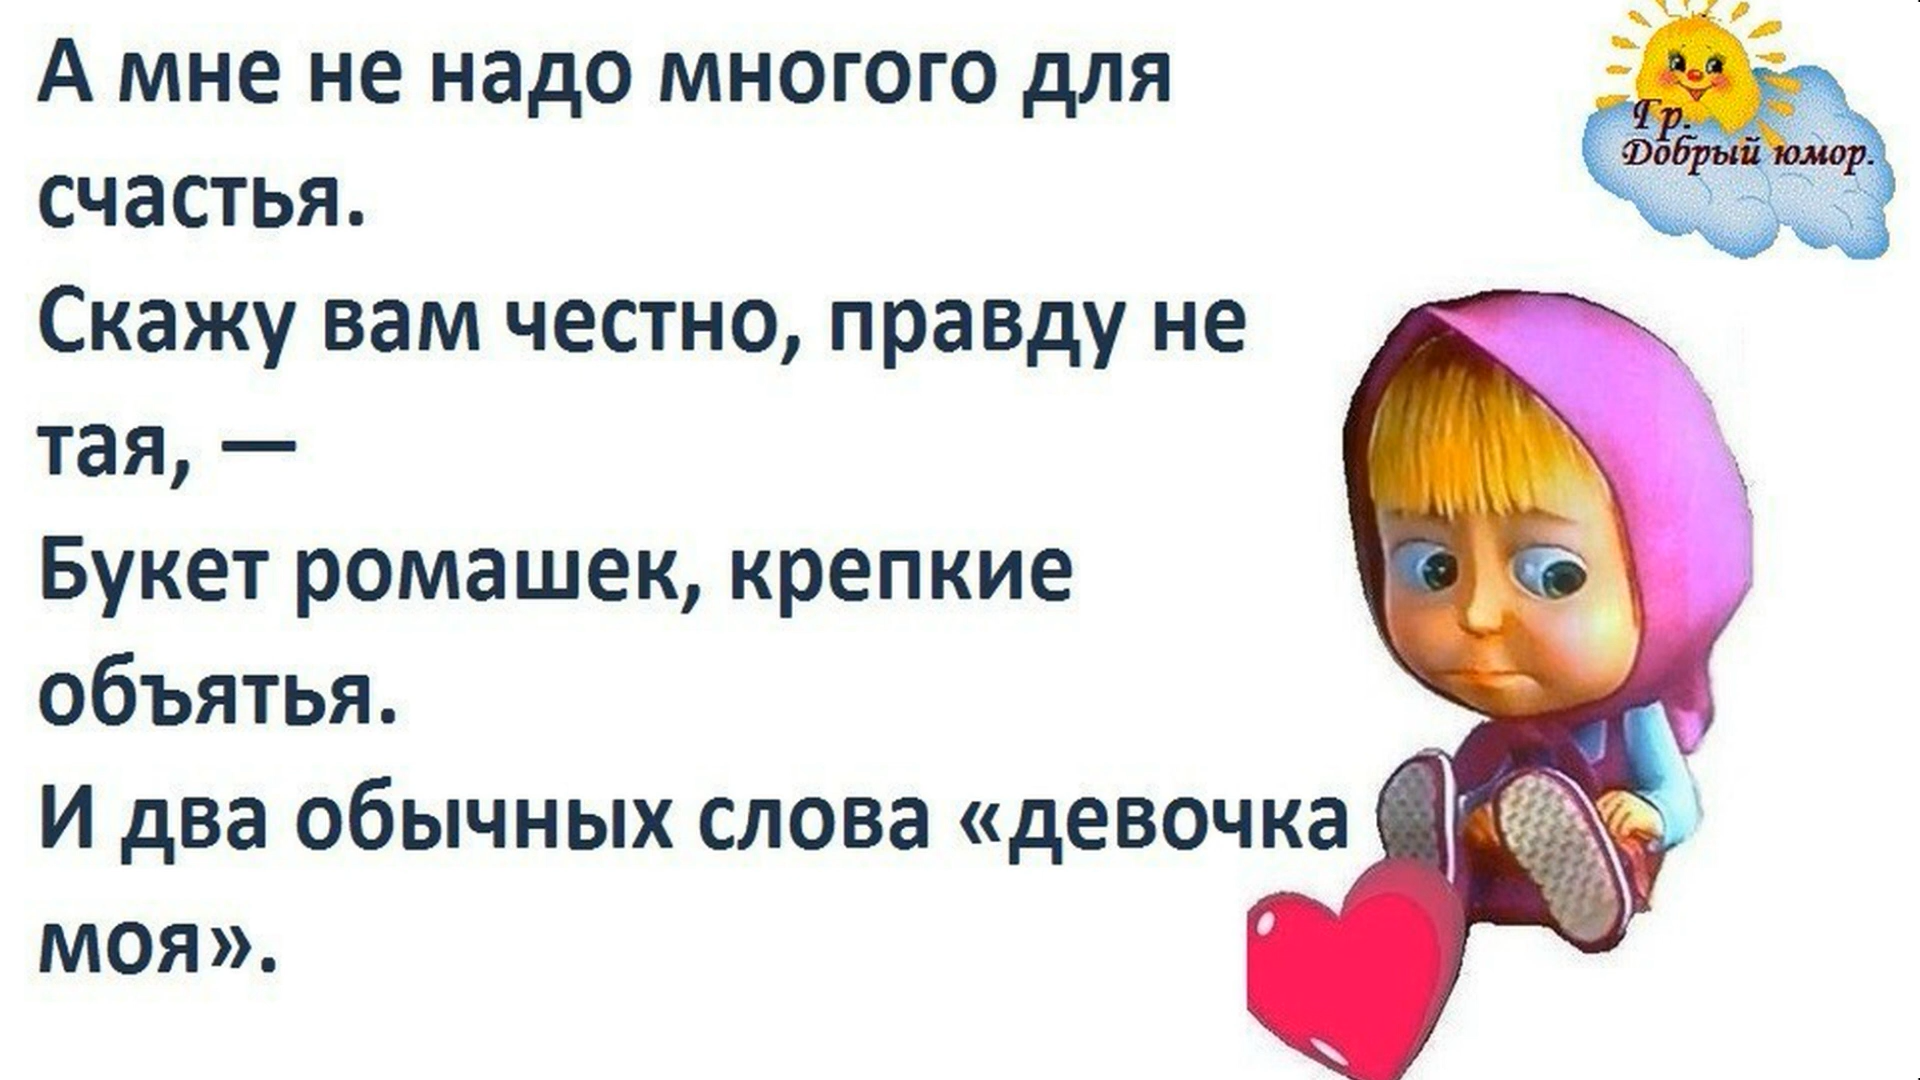 А мне не надо многого для
счастья.
Скажу вам честно, правду не
тая, —
Букет ромашек, крепкие
объятья.
И два обычных слова «девочка
моя».
Гр.
Добрый юмор.